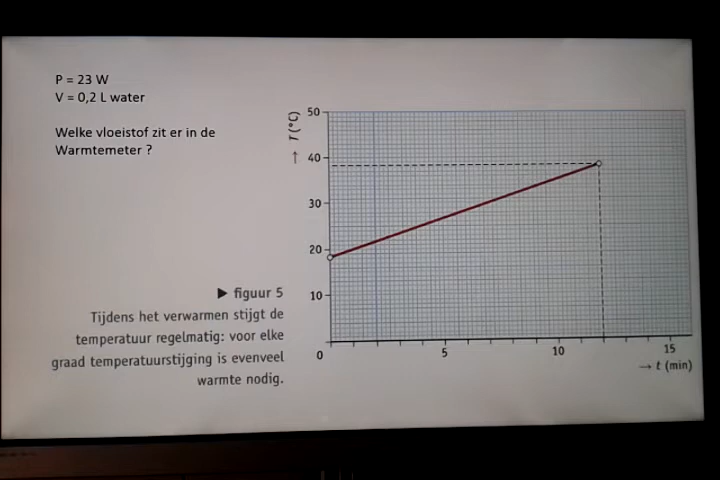 P = 23 W
V = 0,2 L water
Welke vloeistof zit er in de
Warmtemeter ?
▶ figuur 5
Tijdens het verwarmen stijgt de
temperatuur regelmatig: voor elke
graad temperatuurstijging is evenveel
warmte nodig.
→ T (°C)
50
40
30
20
10
0
5
10
15
→ t (min)